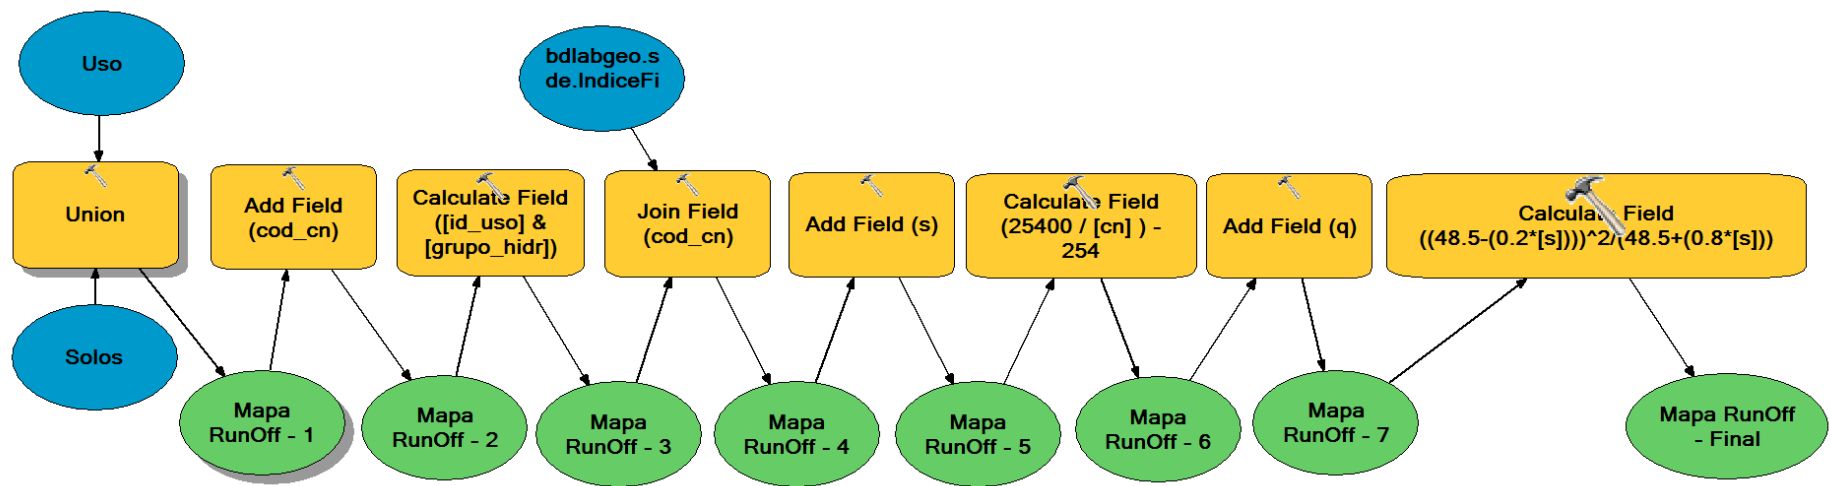 Uso
bdlabgeo.s
de.IndiceFi
Union
Add Field
(cod_cn)
Calculate Field
([id_uso] &
[grupo_hidr])
Join Field
(cod_cn)
Add Field (s)
Calculate Field
(25400 / [cn] ) -
254
Add Field (q)
Calculate Field
((48.5-(0.2*[s])))^2/(48.5+(0.8*[s]))
Solos
Mapa
RunOff - 1
Mapa
RunOff - 2
Mapa
RunOff - 3
Mapa
RunOff - 4
Mapa
RunOff - 5
Mapa
RunOff - 6
Mapa
RunOff - 7
Mapa RunOff
- Final